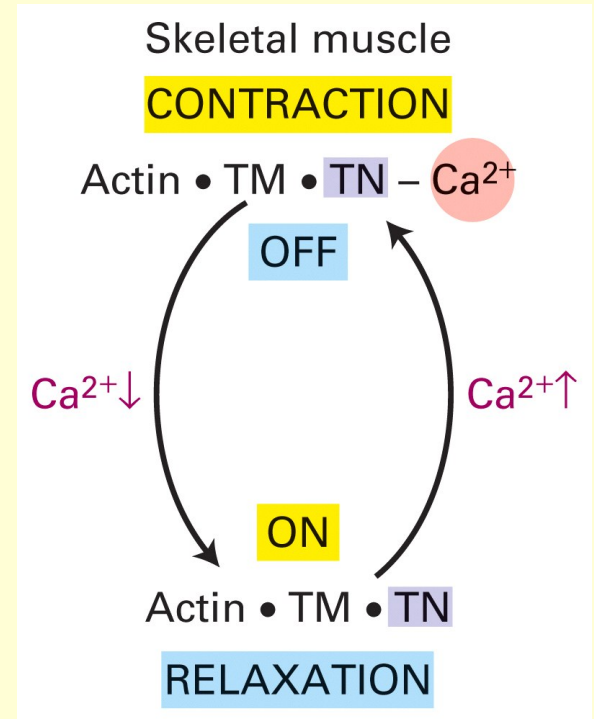 Skeletal muscle
CONTRACTION
Actin • TM • TN – Ca²⁺
OFF
Ca²⁺↓
Ca²⁺↑
ON
Actin • TM • TN
RELAXATION